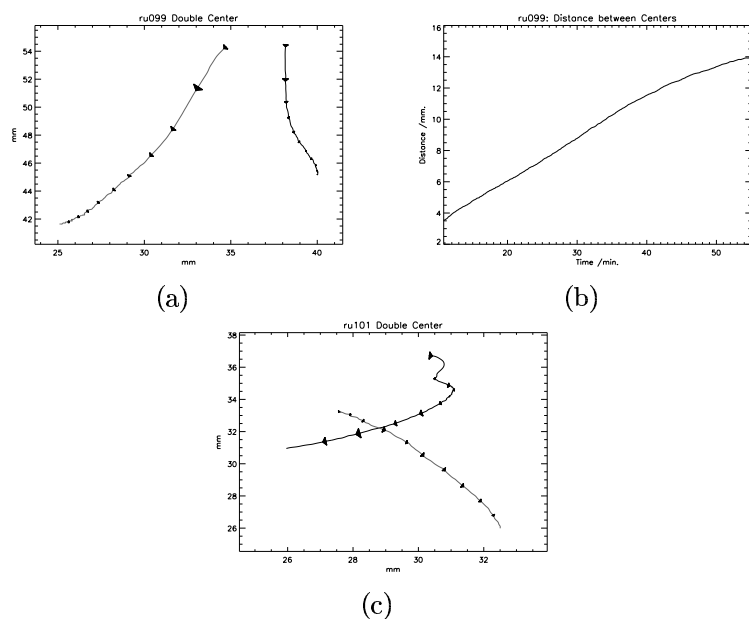 ru099 Double Center
54
52
50
48
46
44
42
mm
25 30 35 40
mm
(a)
ru099: Distance between Centers
16
14
12
10
8
6
4
2
Distance /mm.
20 30 40 50
Time /min.
(b)
ru101 Double Center
38
36
34
32
30
28
26
mm
26 28 30 32
mm
(c)